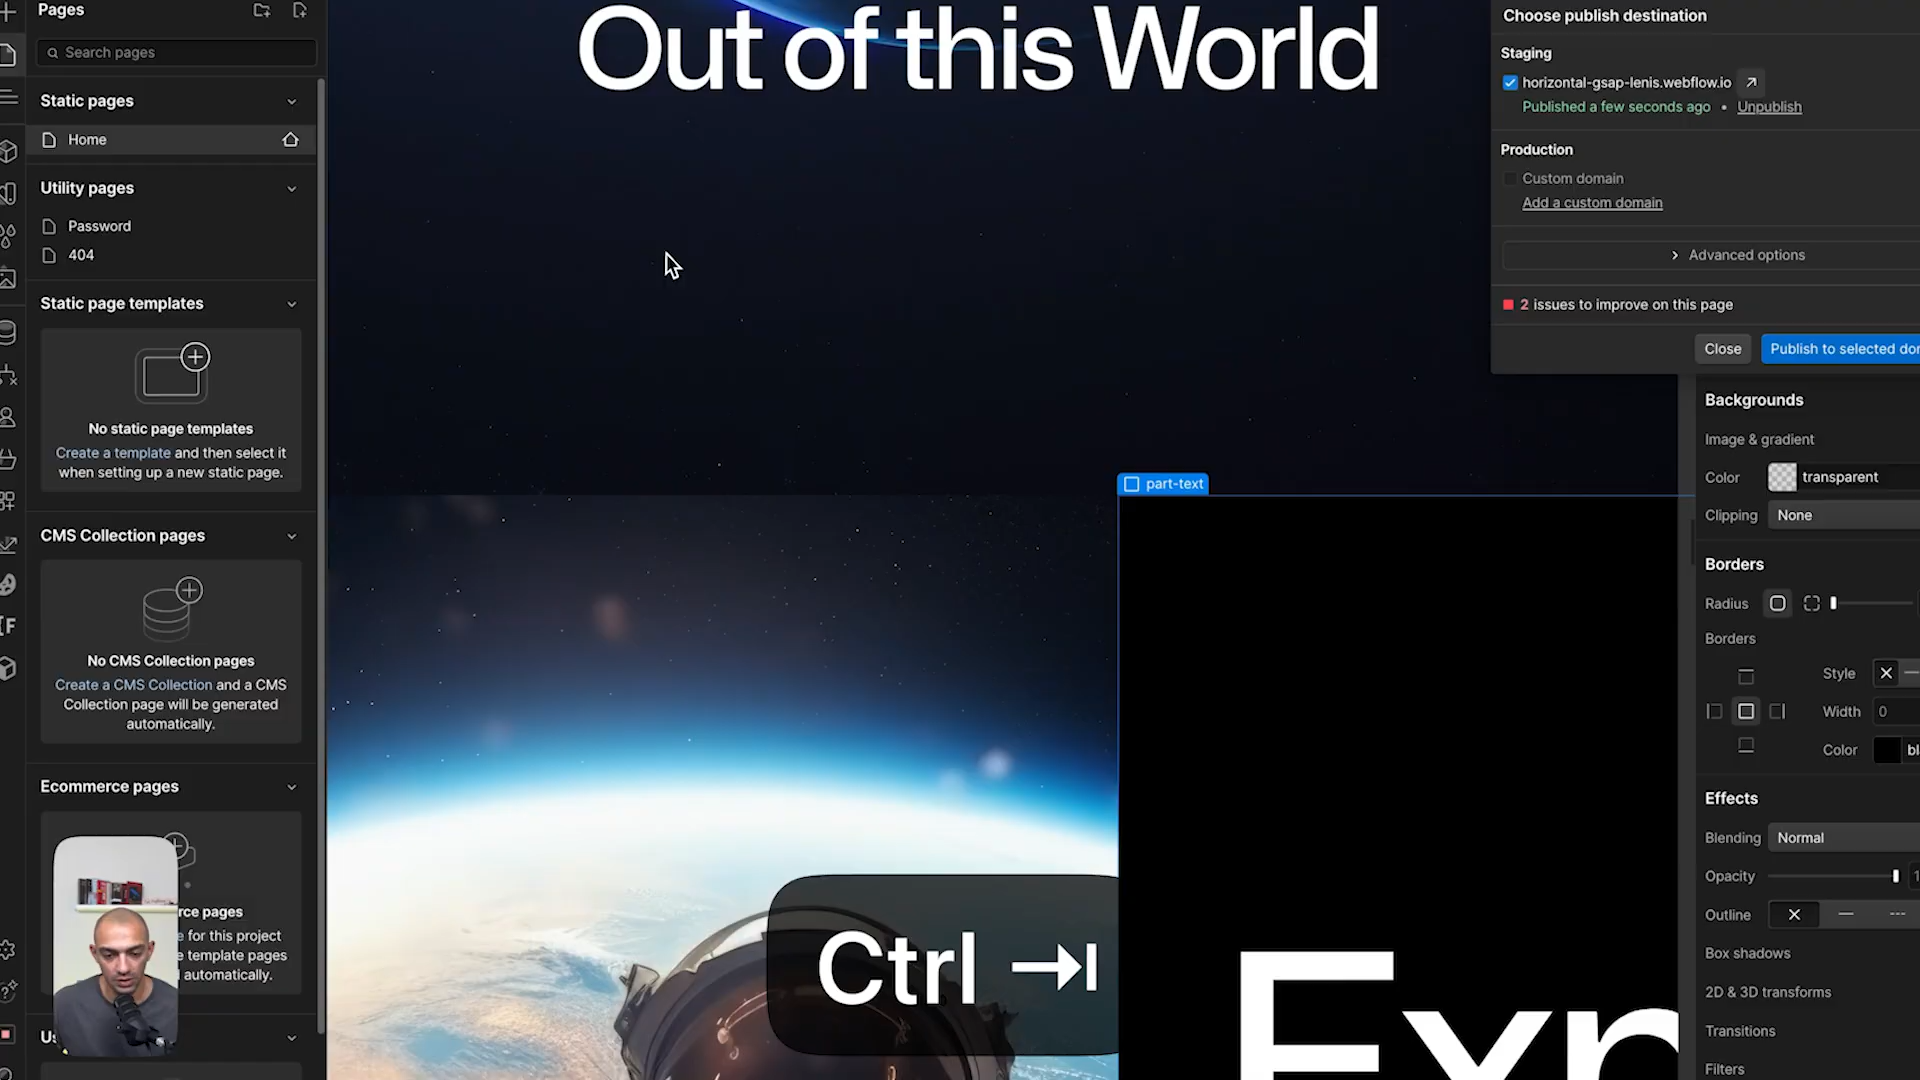 Pages
Search pages
Static pages
Home
Utility pages
Password
404
Static page templates
No static page templates
Create a template and then select it
when setting up a new static page.
CMS Collection pages
No CMS Collection pages
Create a CMS Collection and a CMS
Collection page will be generated
automatically.
Ecommerce pages
rce pages
for this project
template pages
automatically.
Out of this World
part-text
Ctrl
Choose publish destination
Staging
horizontal-gsap-lenis.webflow.io
Published a few seconds ago • Unpublish
Production
Custom domain
Add a custom domain
Advanced options
2 issues to improve on this page
Close
Publish to selected
Backgrounds
Image & gradient
Color
transparent
Clipping
None
Borders
Radius
Borders
Style
Width
0
Color
Effects
Blending
Normal
Opacity
Outline
Box shadows
2D & 3D transforms
Transitions
Filters